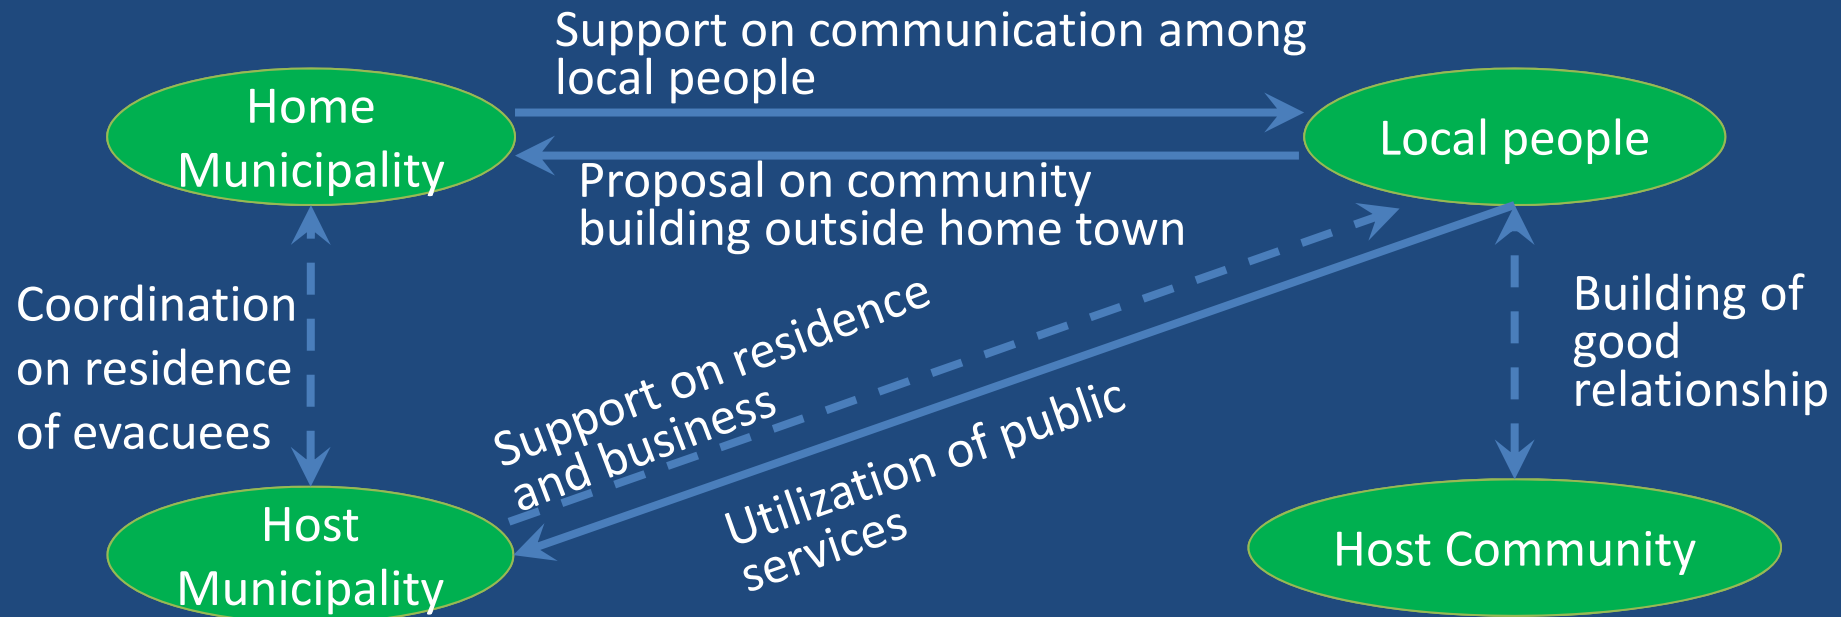 Support on communication among
local people
Home
Municipality
Local people
Proposal on community
building outside home town
Coordination
on residence
of evacuees
Support on residence
and business
Utilization of public
services
Building of
good
relationship
Host
Municipality
Host Community